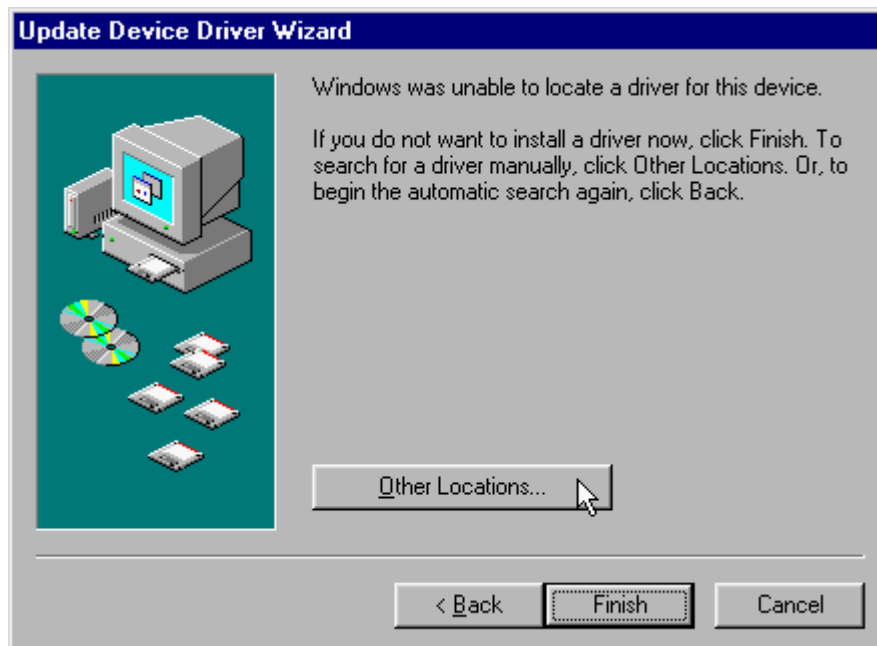 Update Device Driver Wizard
Windows was unable to locate a driver for this device.
If you do not want to install a driver now, click Finish. To
search for a driver manually, click Other Locations. Or, to
begin the automatic search again, click Back.
Other Locations...
< Back
Finish
Cancel